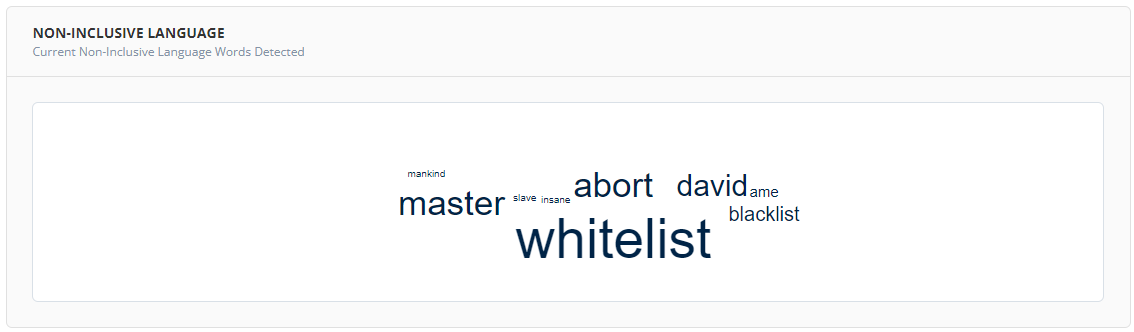 NON-INCLUSIVE LANGUAGE
Current Non-Inclusive Language Words Detected
mankind
master
slave
insane
abort
david
ame
blacklist
whitelist